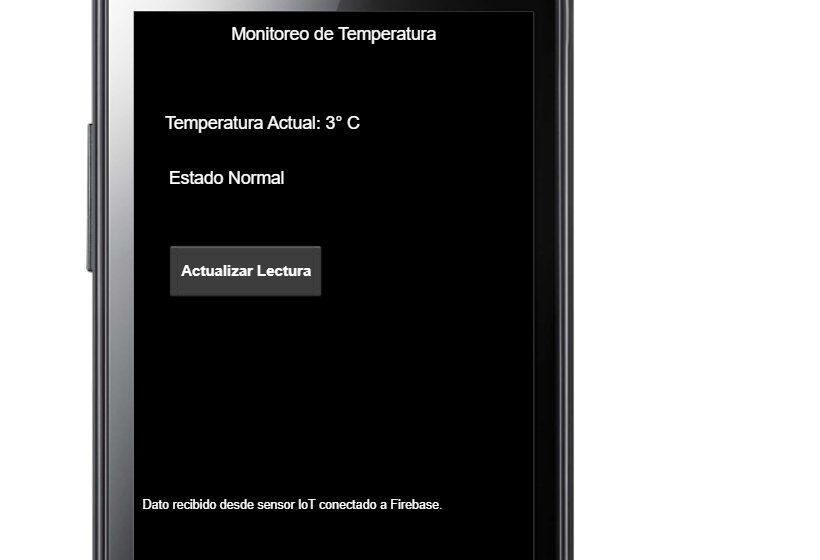 Monitoreo de Temperatura
Temperatura Actual: 3° C
Estado Normal
Actualizar Lectura
Dato recibido desde sensor IoT conectado a Firebase.